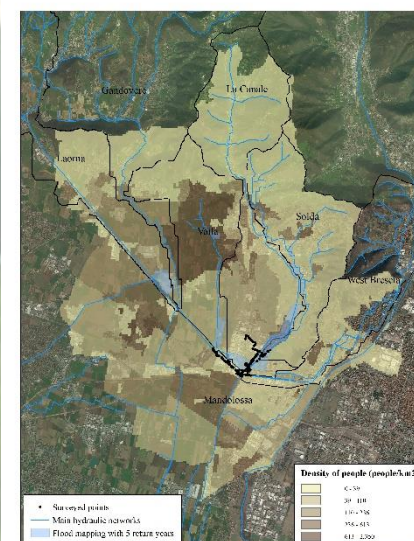 Gandovere
La Canale
Laorna
Vaila
Solda
West Brescia
Mandolossa
Density of people (people/km2
Surveyed points
Main hydraulic networks
Flood mapping with 5 return years